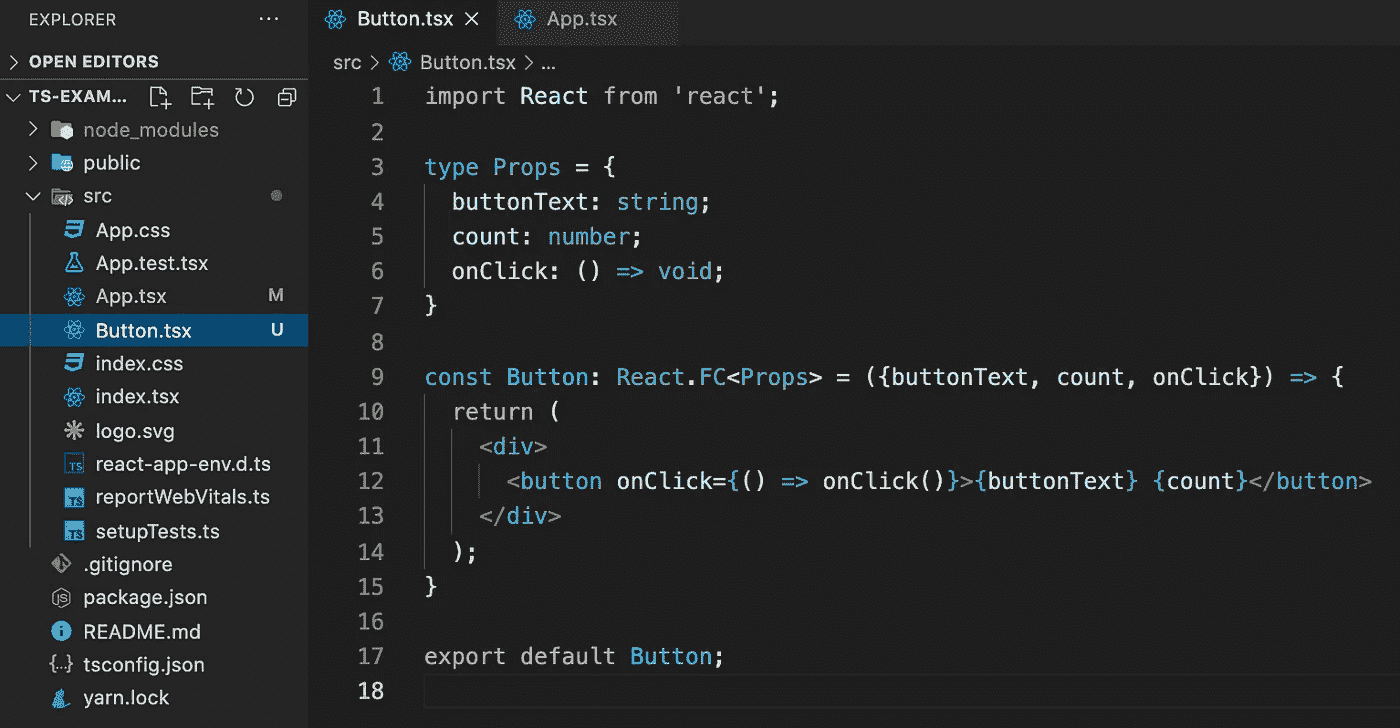 EXPLORER ...
OPEN EDITORS
TS-EXAM...
node_modules
public
src
App.css
App.test.tsx
App.tsx M
Button.tsx U
index.css
index.tsx
logo.svg
TS react-app-env.d.ts
TS reportWebVitals.ts
TS setupTests.ts
.gitignore
JS package.json
README.md
{..} tsconfig.json
yarn.lock
Button.tsx App.tsx
src > Button.tsx > ...
1 import React from 'react';
2
3 type Props = {
4 buttonText: string;
5 count: number;
6 onClick: () => void;
7 }
8
9 const Button: React.FC<Props> = ({buttonText, count, onClick}) => {
10 return (
11 <div>
12 <button onClick={() => onClick()}>{buttonText} {count}</button>
13 </div>
14 );
15 }
16
17 export default Button;
18